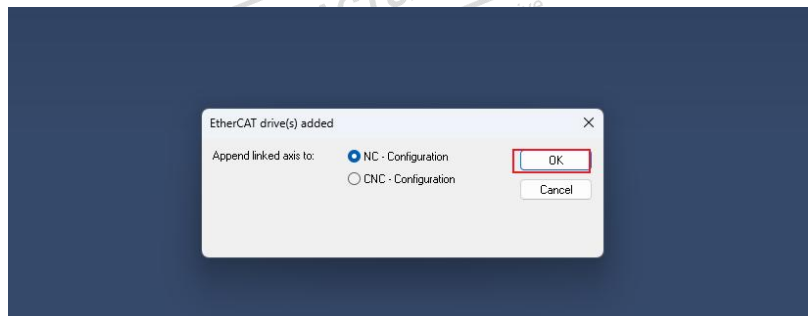 EtherCAT drive(s) added
Append linked axis to:
NC - Configuration
OK
CNC - Configuration
Cancel